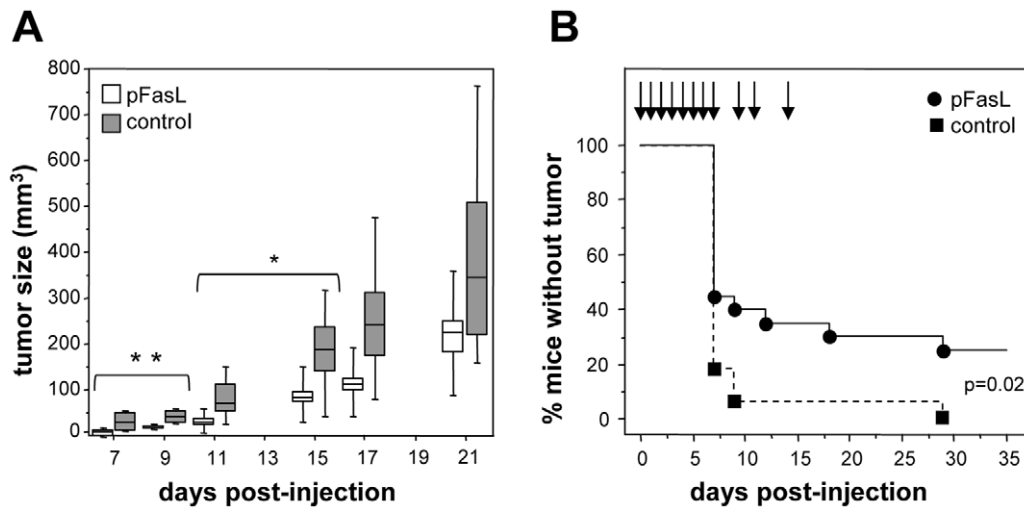 A
tumor size (mm³)
800
700
600
500
400
300
200
100
0
pFasL
control
* *
*
7 9 11 13 15 17 19 21
days post-injection
B
% mice without tumor
100
80
60
40
20
0
pFasL
control
p=0.02
0 5 10 15 20 25 30 35
days post-injection